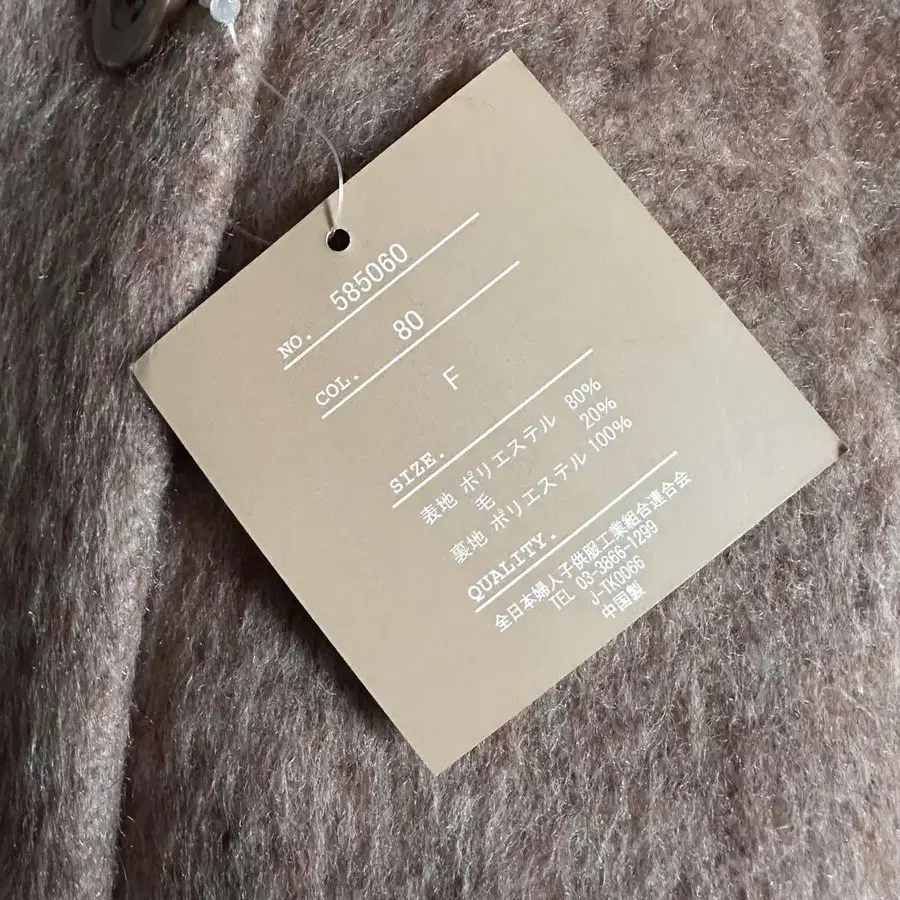 NO. 585060
COL. 80
F
SIZE.
表地 ポリエステル 80%
毛 20%
裏地 ポリエステル 100%
QUALITY.
全日本婦人子供服工業組合連合会
TEL 03-3866-1299
J-TK0066
中国製